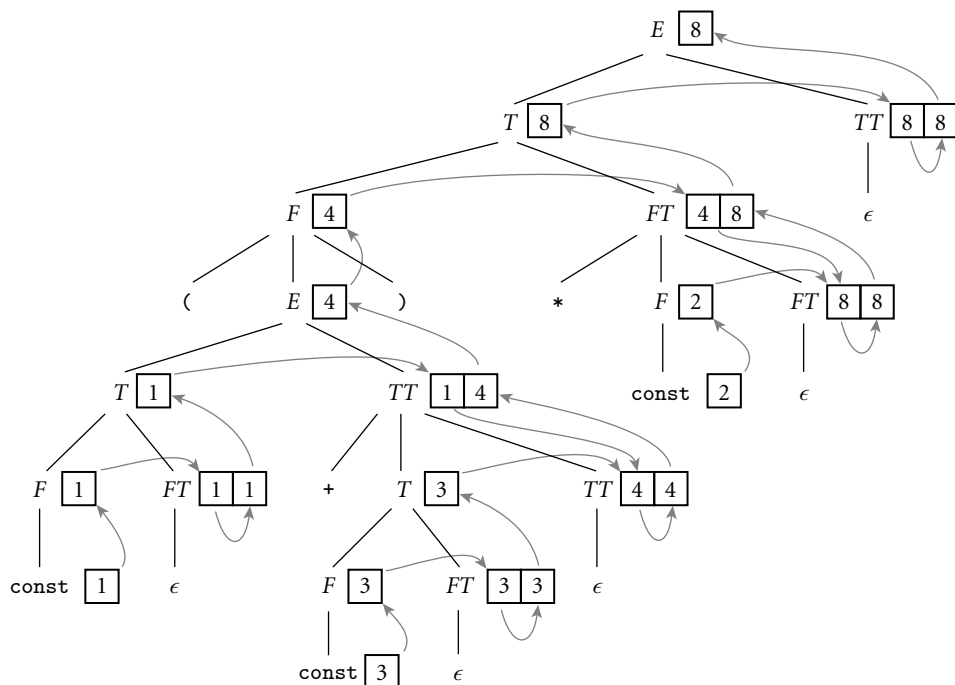 E 8
T 8 TT 8 8
F 4 FT 4 8 ϵ
( E 4 ) * F 2 FT 8 8
T 1 TT 1 4 const 2 ϵ
F 1 FT 1 1 + T 3 TT 4 4
const 1 ϵ F 3 FT 3 3 ϵ
const 3 ϵ